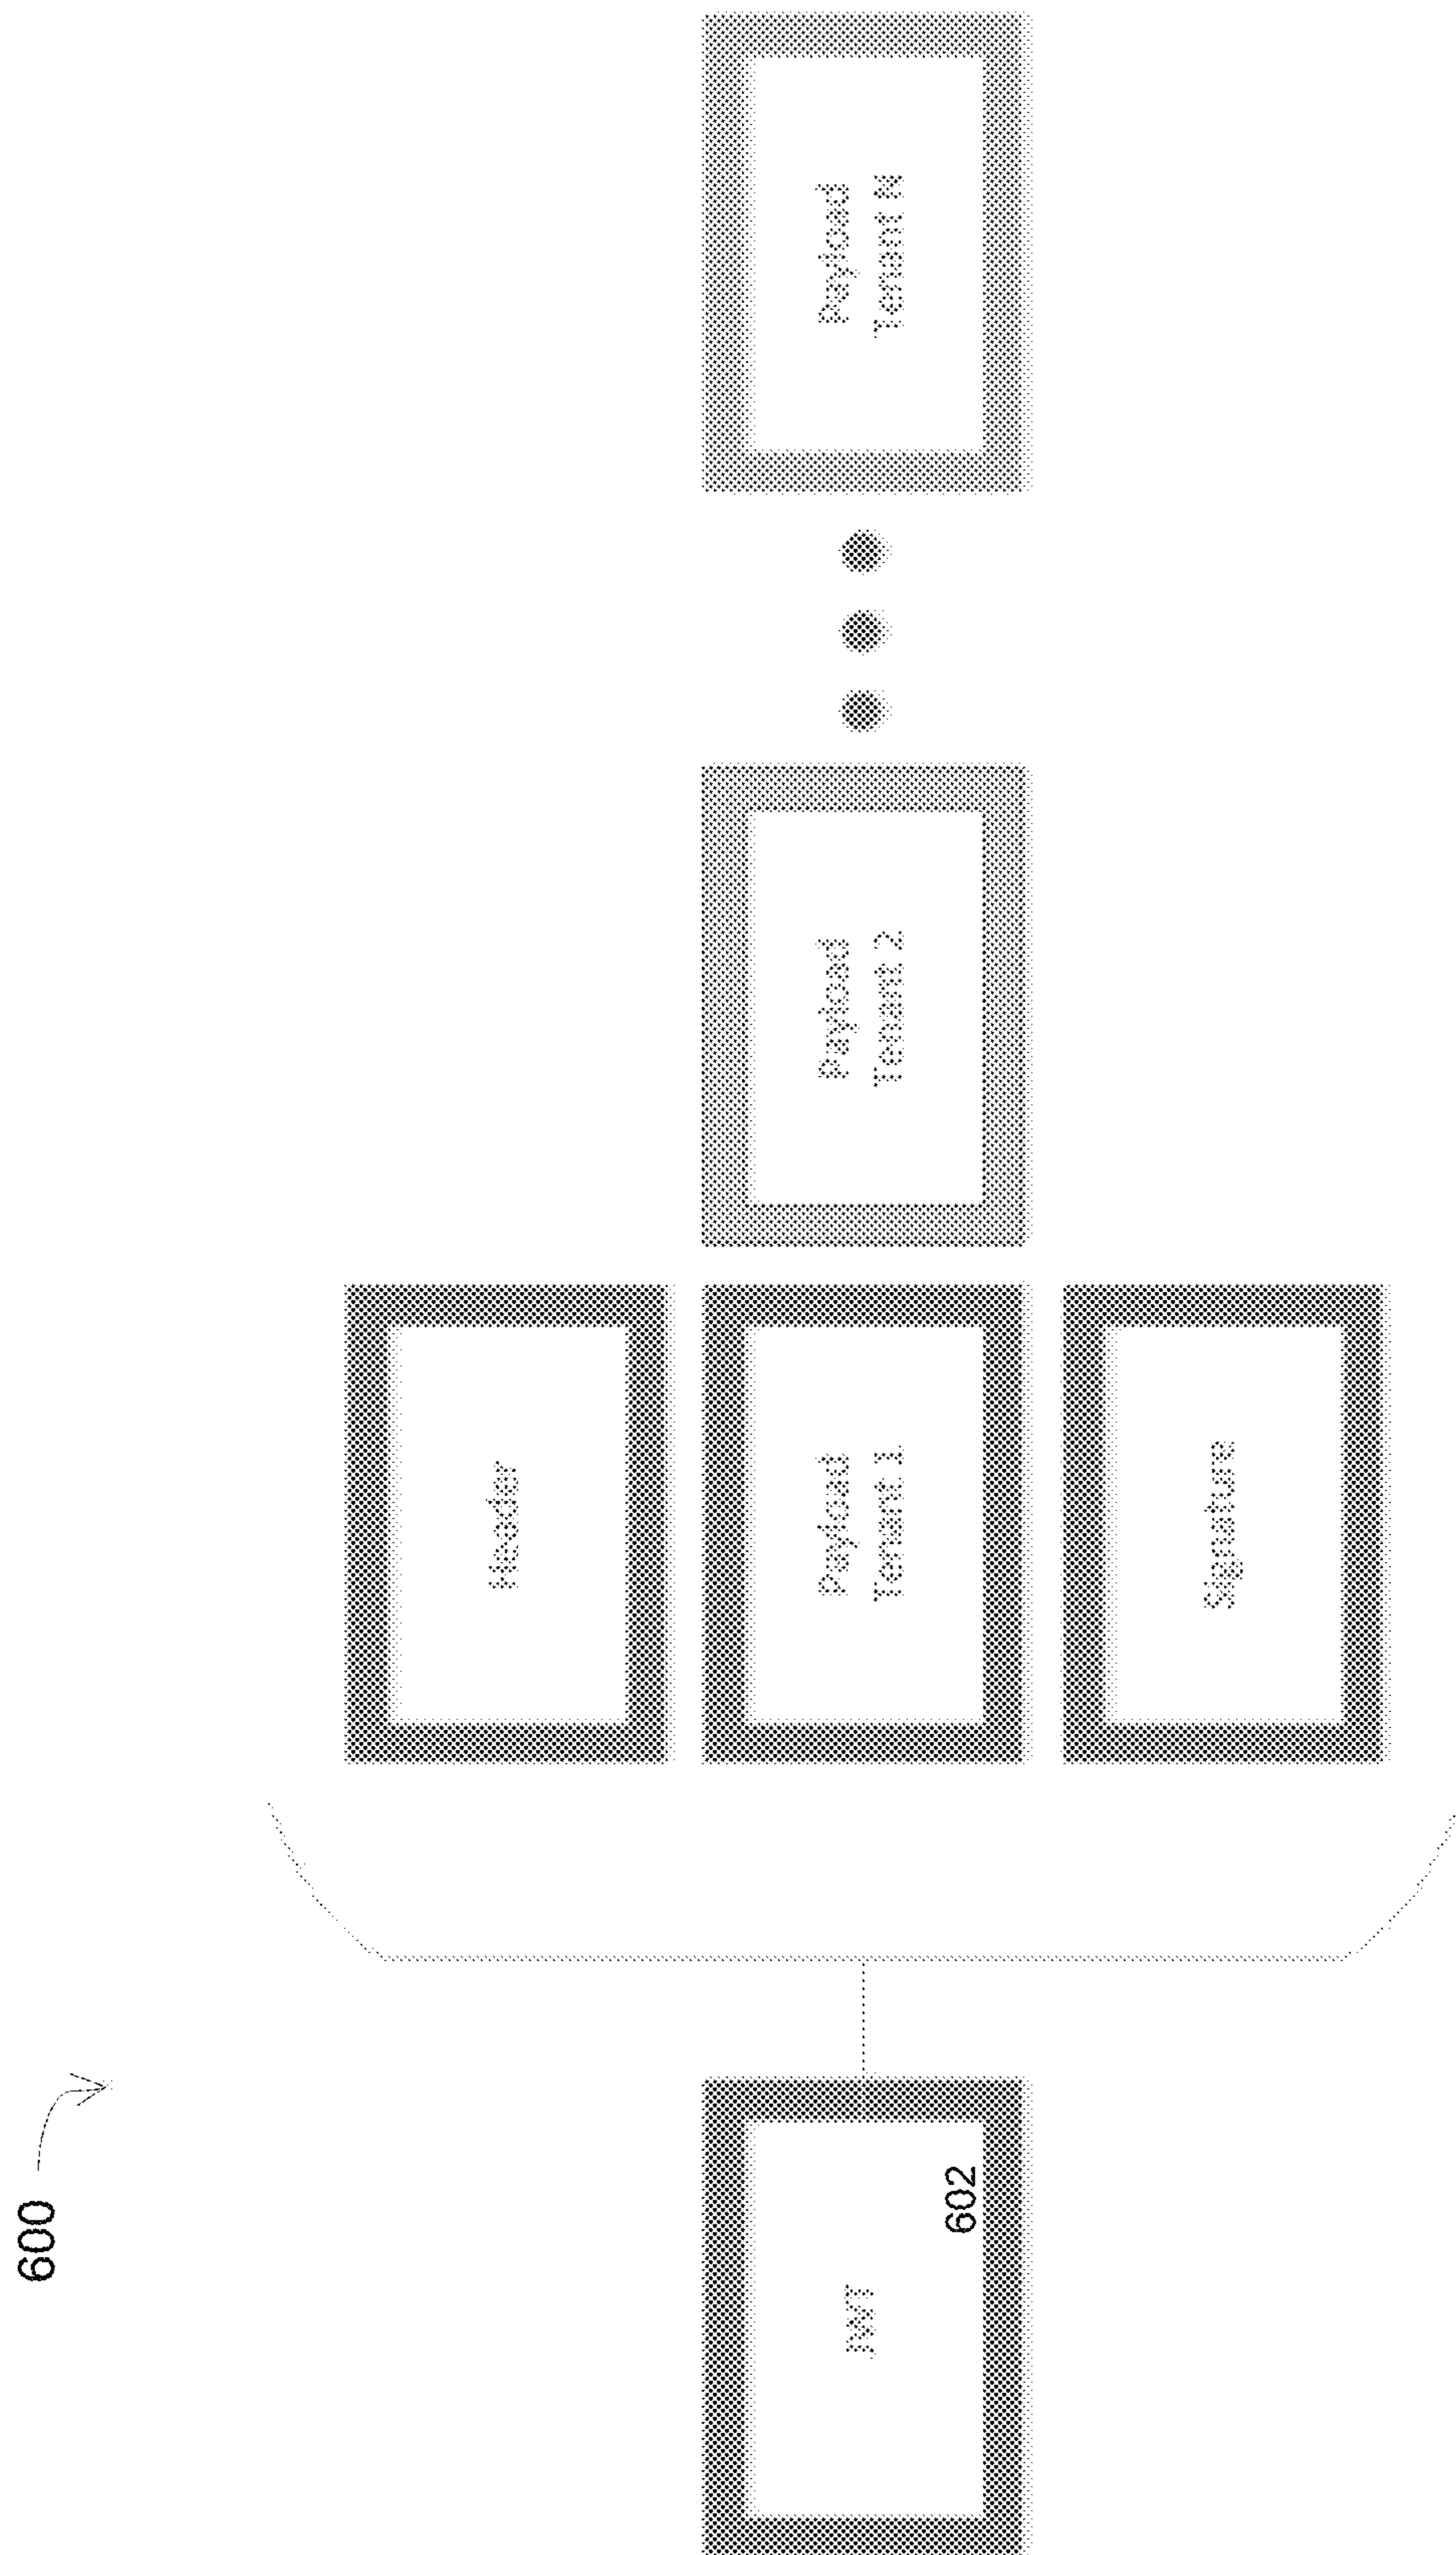 600
JWT
602
Header
Payload
Tenant 1
Signature
Payload
Tenant 2
Payload
Tenant N